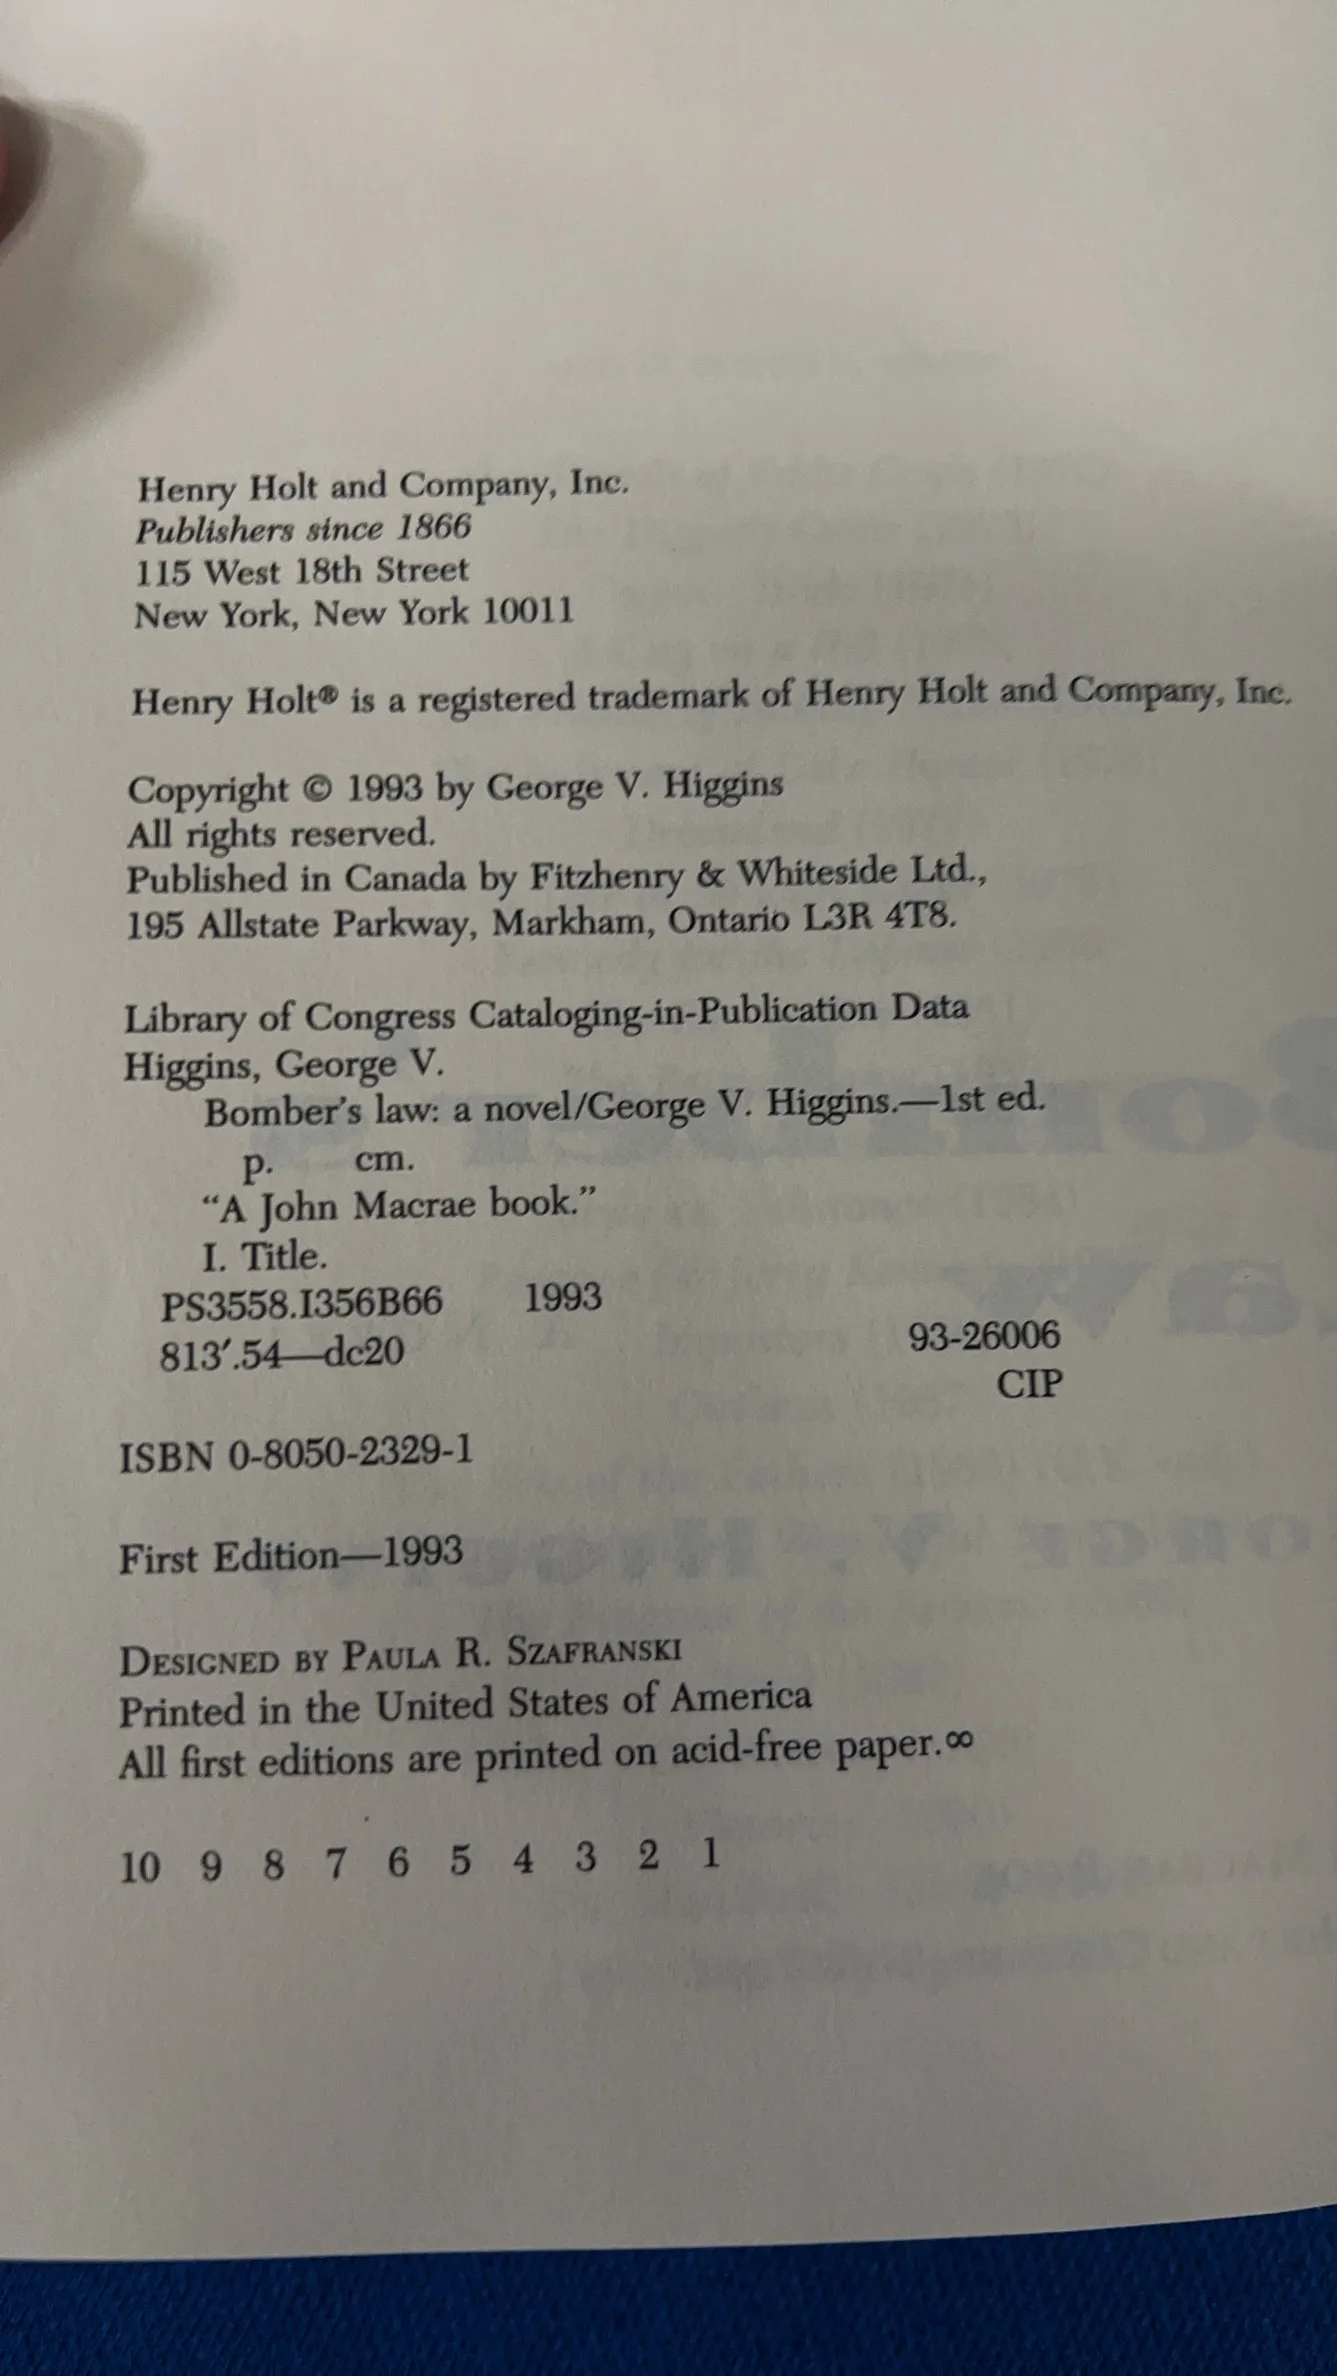 Henry Holt and Company, Inc.
Publishers since 1866
115 West 18th Street
New York, New York 10011
Henry Holt® is a registered trademark of Henry Holt and Company, Inc.
Copyright © 1993 by George V. Higgins
All rights reserved.
Published in Canada by Fitzhenry & Whiteside Ltd.,
195 Allstate Parkway, Markham, Ontario L3R 4T8.
Library of Congress Cataloging-in-Publication Data
Higgins, George V.
Bomber's law: a novel/George V. Higgins.—1st ed.
p. cm.
“A John Macrae book.”
I. Title.
PS3558.I356B66 1993
813′.54—dc20
93-26006
CIP
ISBN 0-8050-2329-1
First Edition—1993
DESIGNED BY PAULA R. SZAFRANSKI
Printed in the United States of America
All first editions are printed on acid-free paper.∞
10 9 8 7 6 5 4 3 2 1